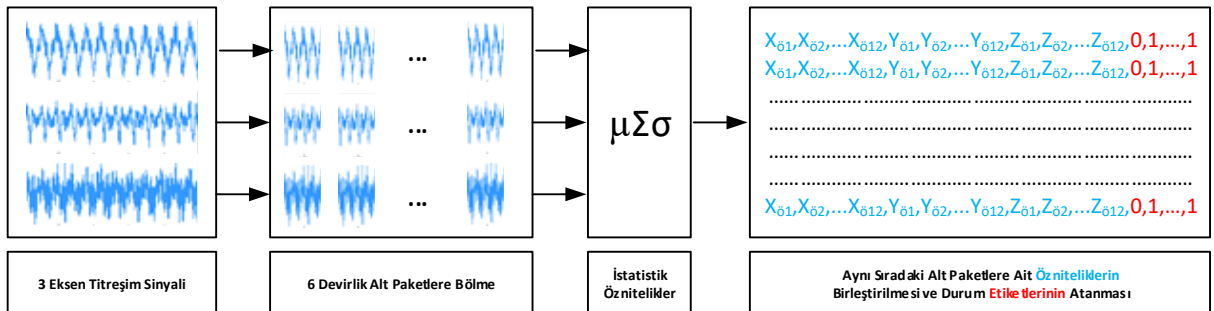 ... ... ...
μΣσ
Xö1,Xö2,...Xö12,Yö1,Yö2,...Yö12,Zö1,Zö2,...Zö12,0,1,...,1
Xö1,Xö2,...Xö12,Yö1,Yö2,...Yö12,Zö1,Zö2,...Zö12,0,1,...,1
Xö1,Xö2,...Xö12,Yö1,Yö2,...Yö12,Zö1,Zö2,...Zö12,0,1,...,1
3 Eksen Titreşim Sinyali
6 Devirlik Alt Paketlere Bölme
İstatistik
Öznitelikler
Aynı Sıradaki Alt Paketlere Ait Özniteliklerin
Birleştirilmesi ve Durum Etiketlerinin Atanması